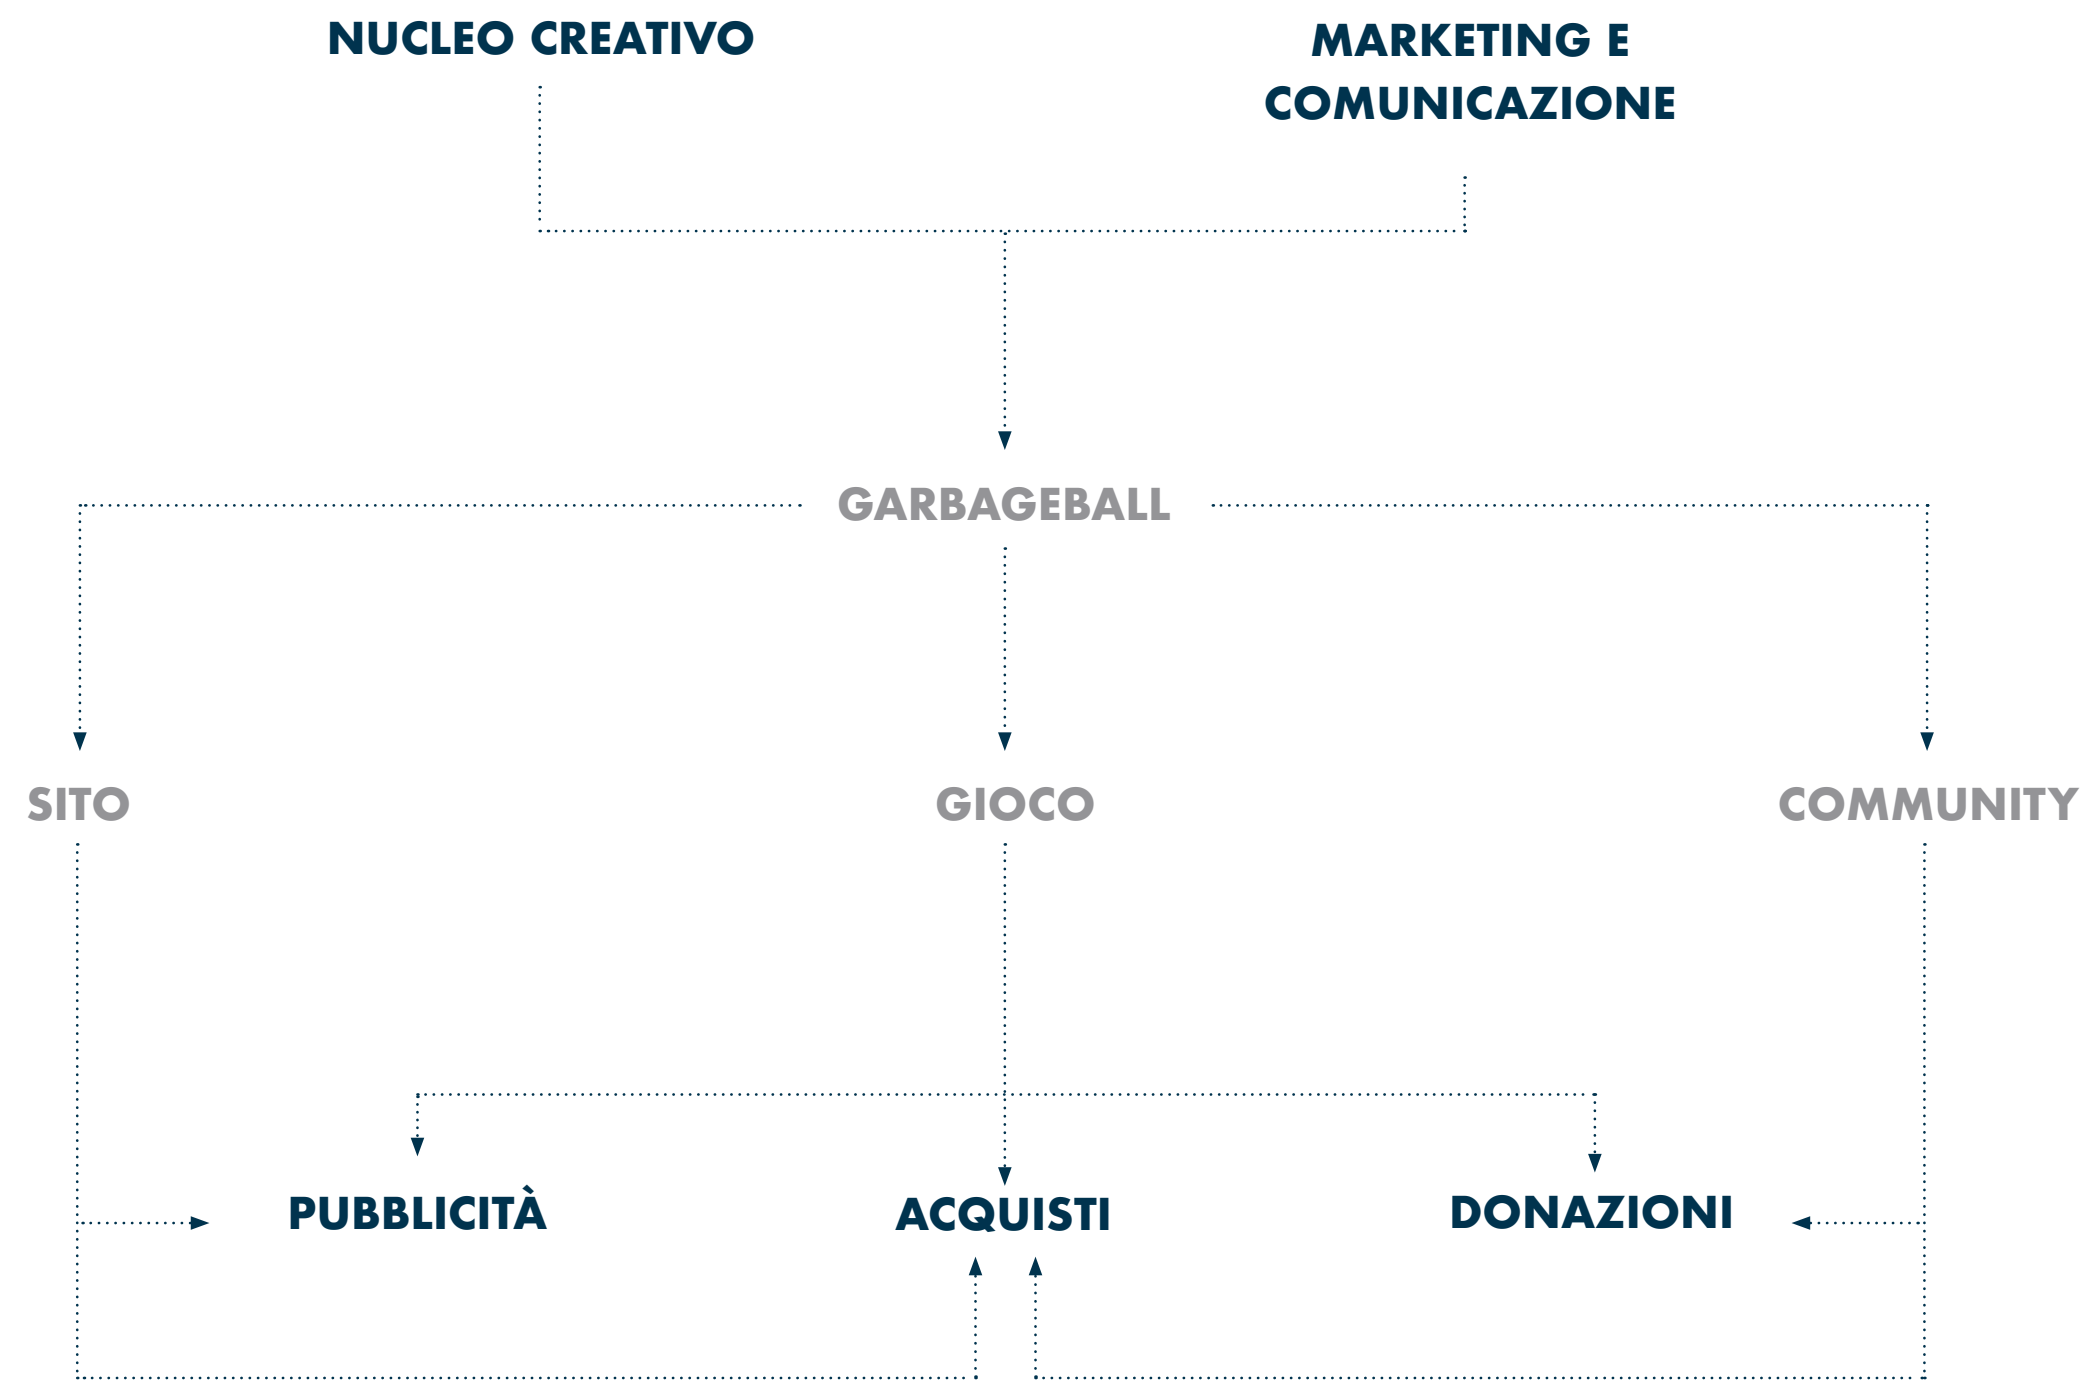 NUCLEO CREATIVO
MARKETING E
COMUNICAZIONE
GARBAGEBALL
SITO
GIOCO
COMMUNITY
PUBBLICITÀ
ACQUISTI
DONAZIONI